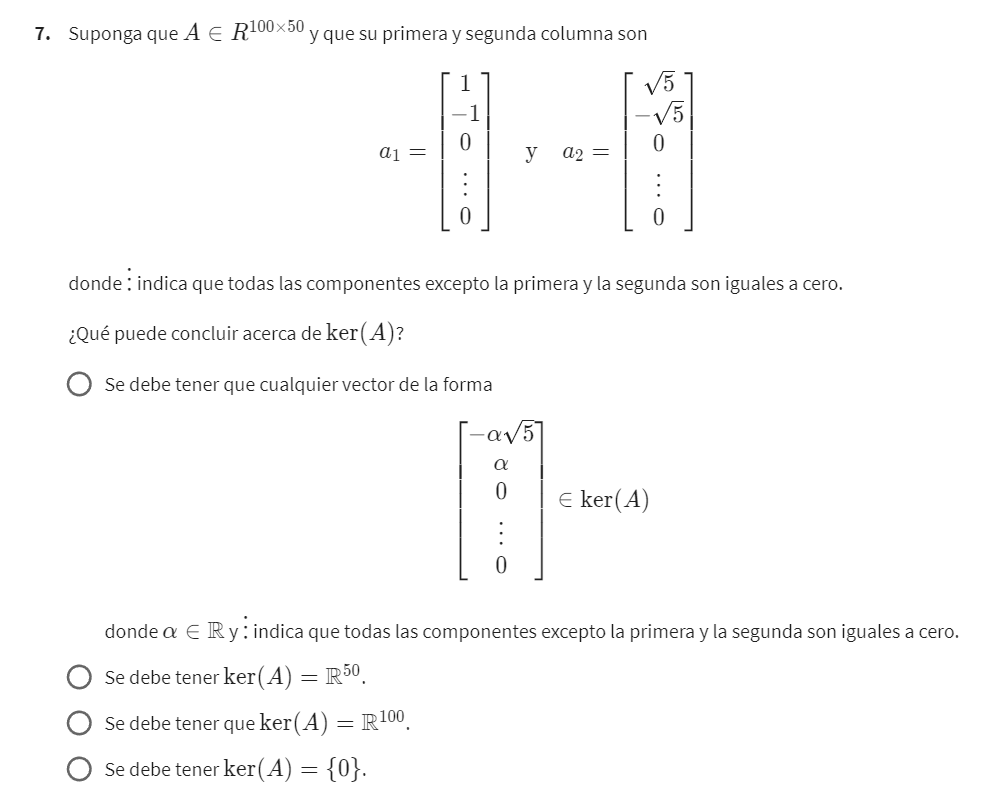 7. Suponga que $A \in R^{100\times 50}$ y que su primera y segunda columna son
$a_1 = \begin{bmatrix} 1 \\ -1 \\ 0 \\ \vdots \\ 0 \end{bmatrix} \quad \text{y} \quad a_2 = \begin{bmatrix} \sqrt{5} \\ -\sqrt{5} \\ 0 \\ \vdots \\ 0 \end{bmatrix}$
donde $\vdots$ indica que todas las componentes excepto la primera y la segunda son iguales a cero.
¿Qué puede concluir acerca de $\ker(A)$?
Se debe tener que cualquier vector de la forma
$\begin{bmatrix} -\alpha\sqrt{5} \\ \alpha \\ 0 \\ \vdots \\ 0 \end{bmatrix} \in \ker(A)$
donde $\alpha \in \mathbb{R}$ y $\vdots$ indica que todas las componentes excepto la primera y la segunda son iguales a cero.
Se debe tener $\ker(A) = \mathbb{R}^{50}$.
Se debe tener que $\ker(A) = \mathbb{R}^{100}$.
Se debe tener $\ker(A) = \{0\}$.